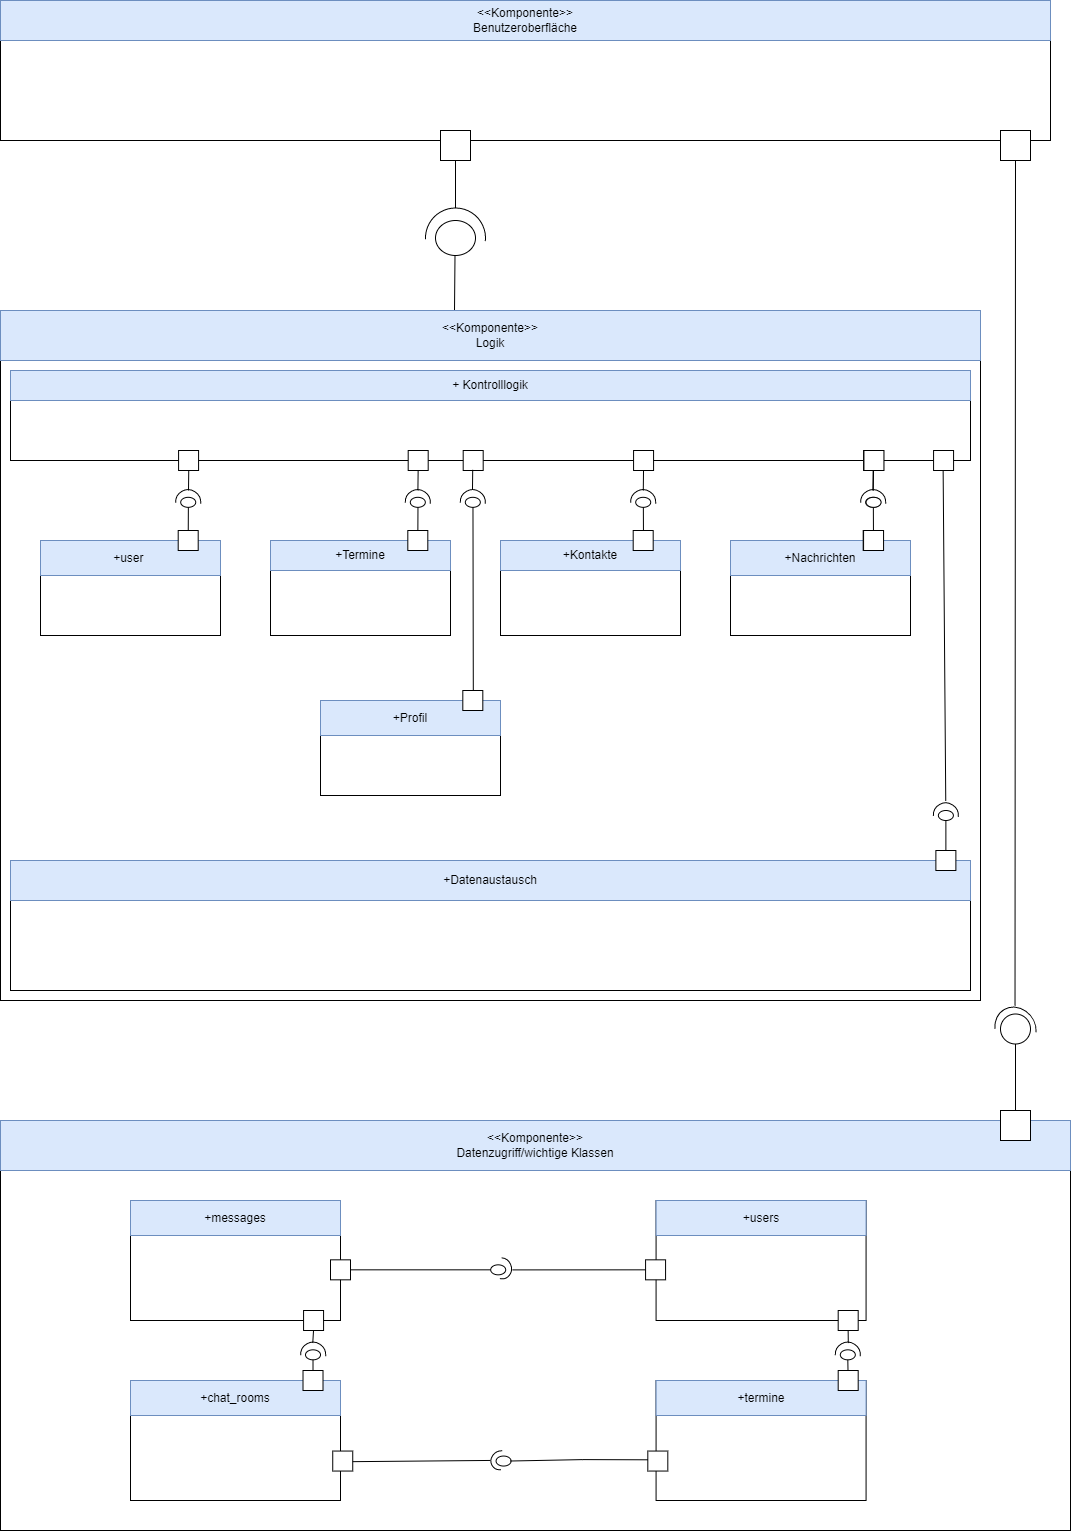 <<Komponente>>
Benutzeroberfläche
<<Komponente>>
Logik
+ Kontrolllogik
+user
+Termine
+Kontakte
+Nachrichten
+Profil
+Datenaustausch
<<Komponente>>
Datenzugriff/wichtige Klassen
+messages
+users
+chat_rooms
+termine